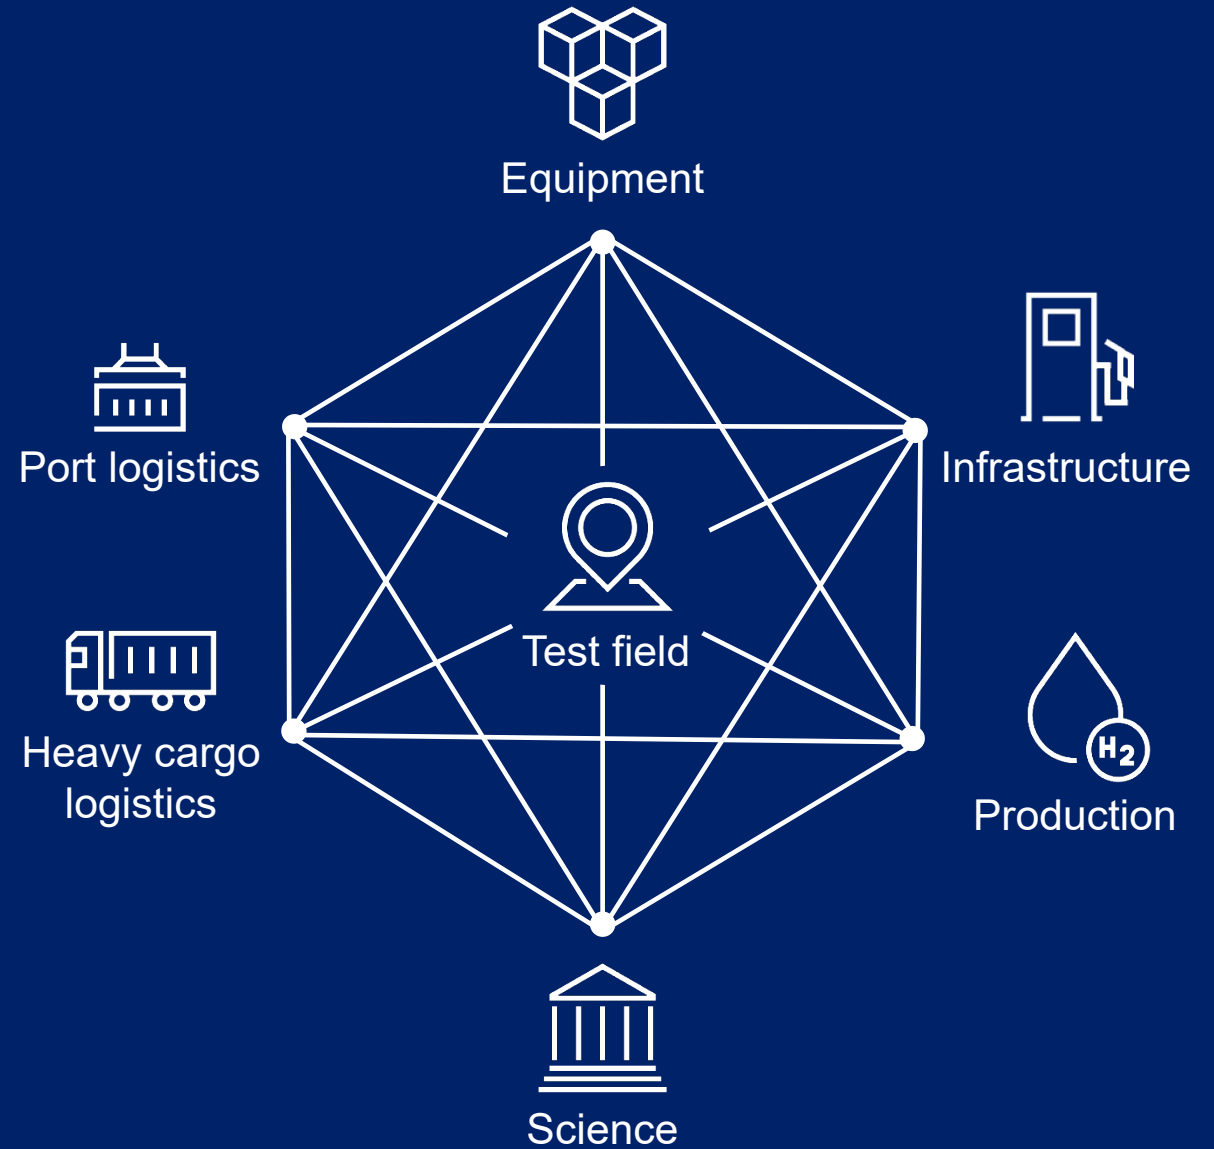 Equipment
Port logistics
Infrastructure
Test field
Heavy cargo
logistics
H2
Production
Science